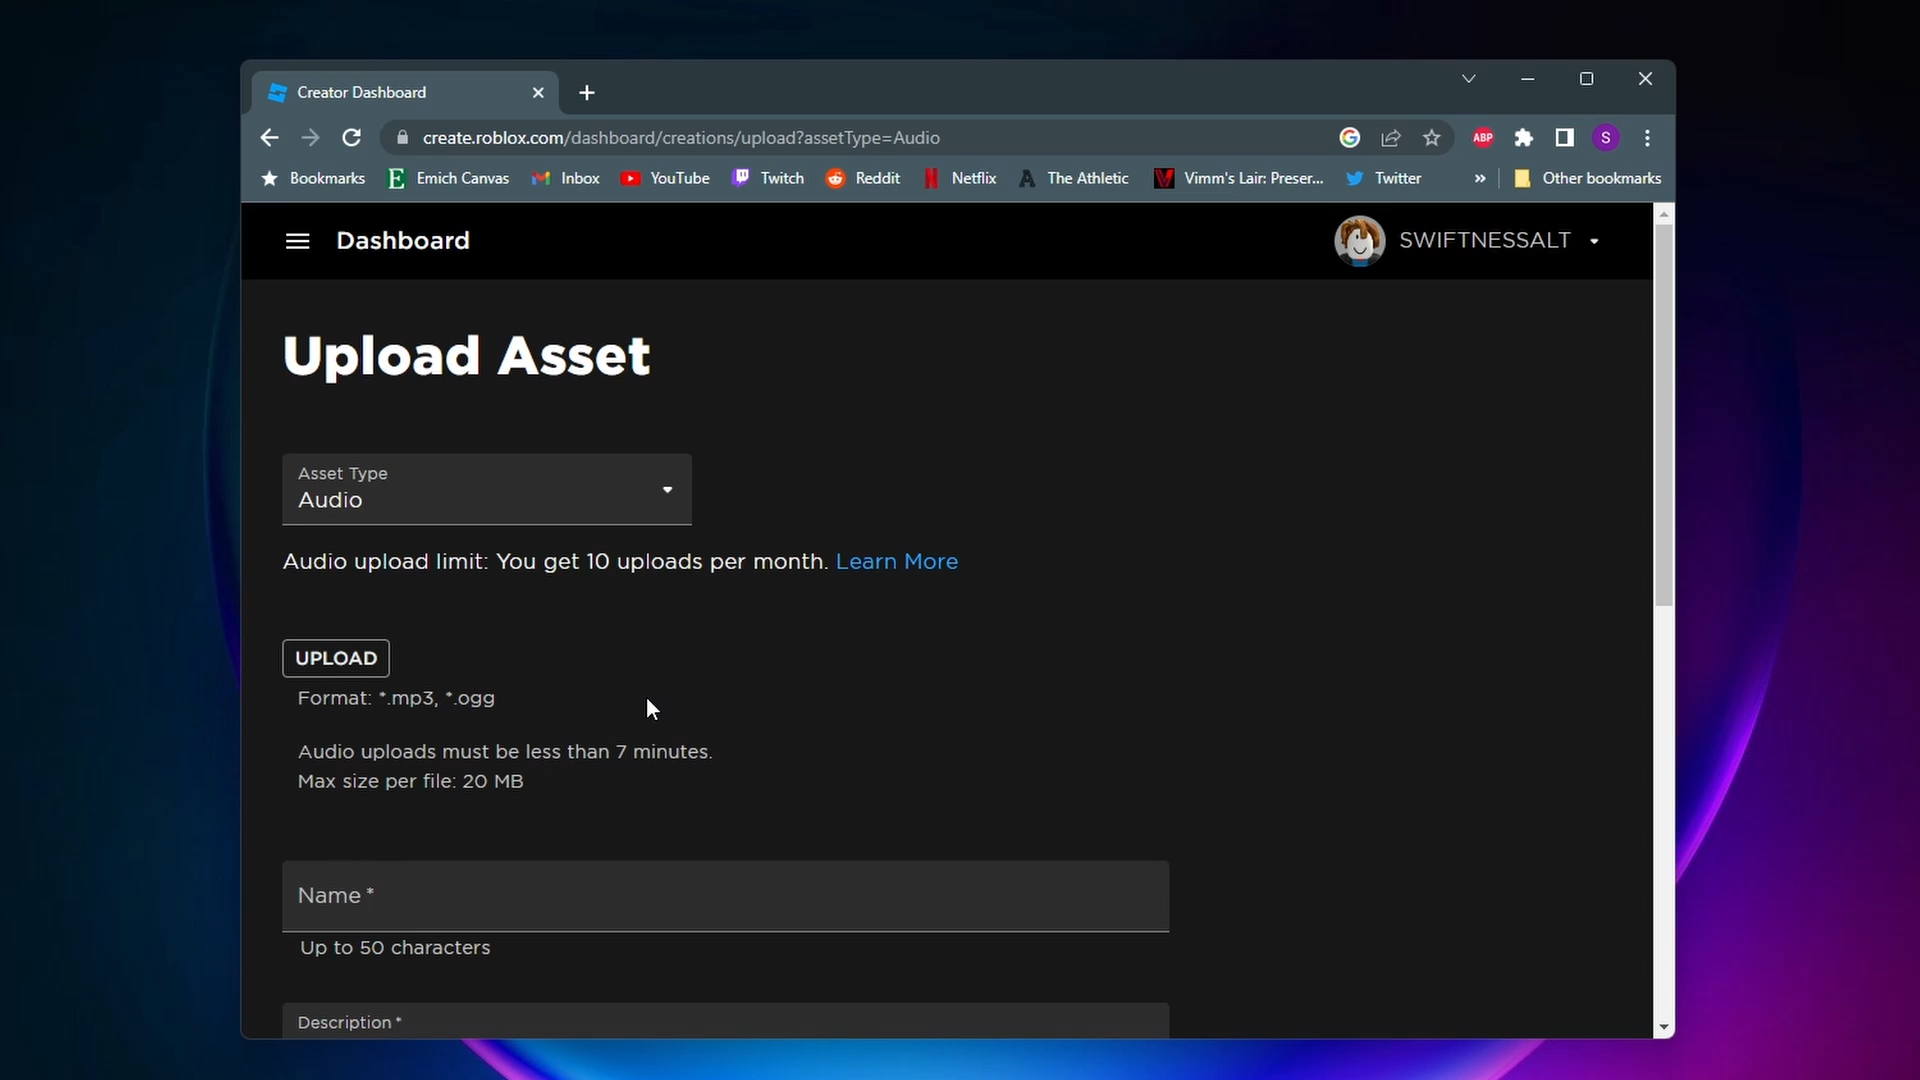 Creator Dashboard
create.roblox.com/dashboard/creations/upload?assetType=Audio
ABP
S
Bookmarks
Emich Canvas
Inbox
YouTube
Twitch
Reddit
Netflix
The Athletic
Vimm's Lair: Preser...
Twitter
»
Other bookmarks
Dashboard
SWIFTNESSALT
Upload Asset
Asset Type
Audio
Audio upload limit: You get 10 uploads per month. Learn More
UPLOAD
Format: *.mp3, *.ogg
Audio uploads must be less than 7 minutes.
Max size per file: 20 MB
Name *
Up to 50 characters
Description *